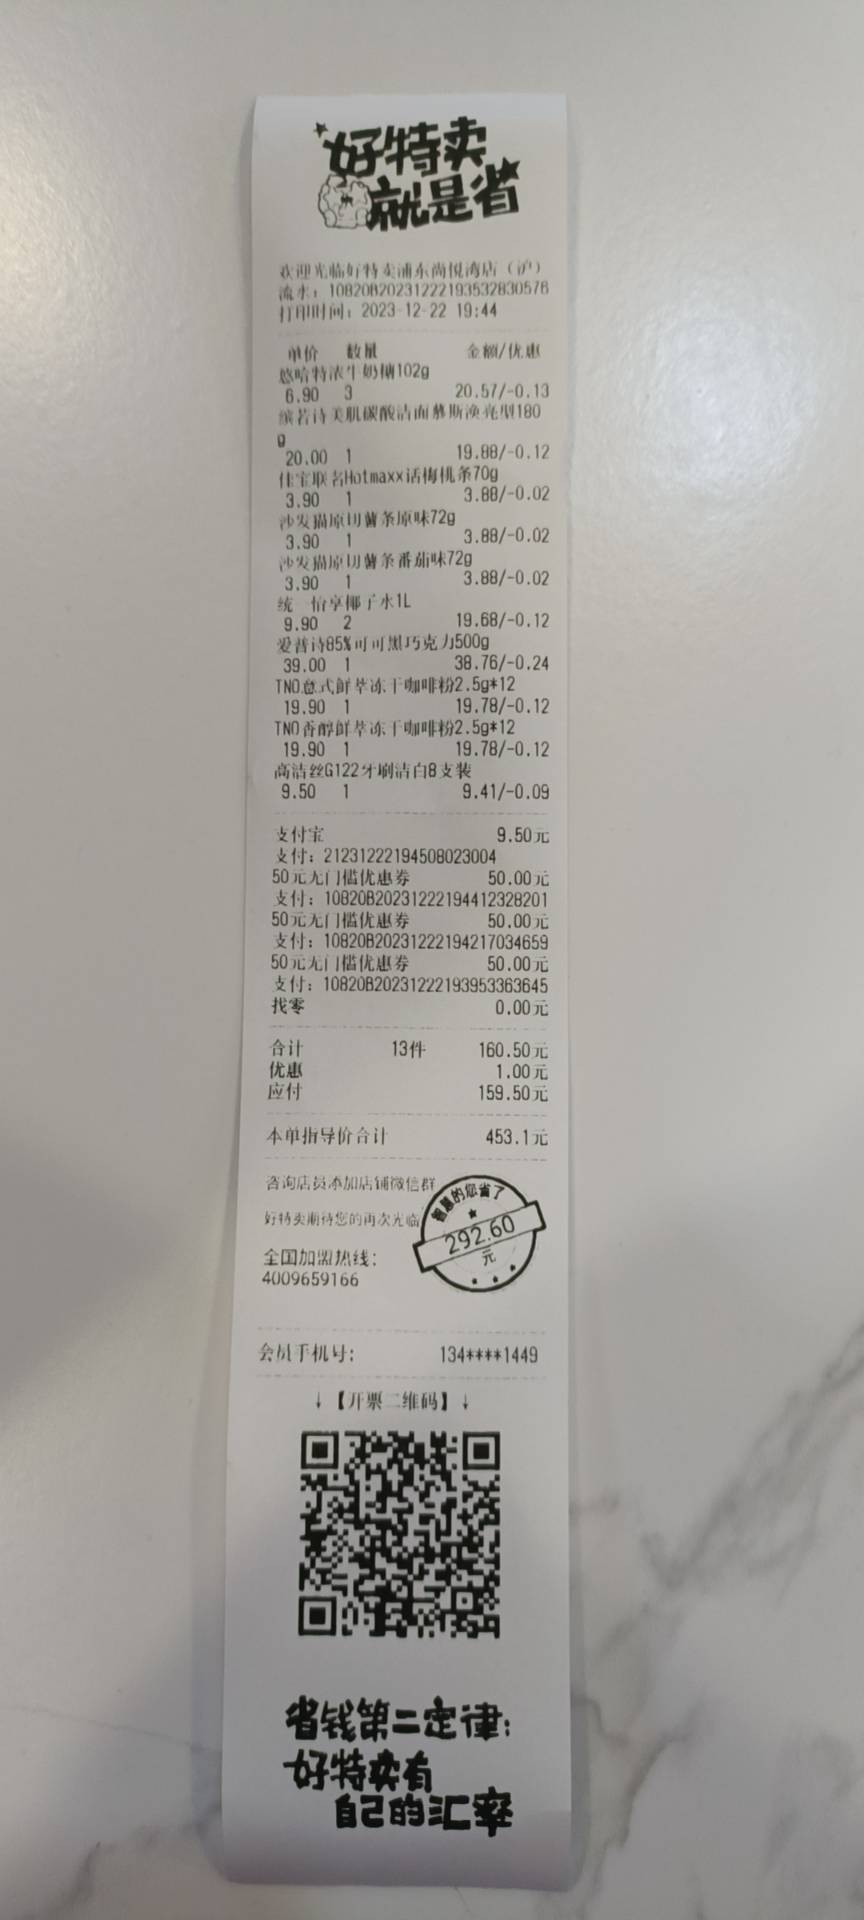 好特卖
就是省
欢迎光临好特卖浦东尚悦湾店（沪）
流水：10820B20231222193532830576
打印时间：2023-12-22 19:44
单价 数量 金额/优惠
悠哈特浓牛奶糖102g
6.90 3 20.57/-0.13
缤若诗美肌碳酸洁面慕斯涣亮型180
g
20.00 1 19.88/-0.12
佳宝联名Hotmaxx话梅桃条70g
3.90 1 3.88/-0.02
沙发猫原切薯条原味72g
3.90 1 3.88/-0.02
沙发猫原切薯条番茄味72g
3.90 1 3.88/-0.02
统一怡享椰子水1L
9.90 2 19.68/-0.12
爱普诗85%可可黑巧克力500g
39.00 1 38.76/-0.24
TNO意式鲜萃冻干咖啡粉2.5g*12
19.90 1 19.78/-0.12
TNO香醇鲜萃冻干咖啡粉2.5g*12
19.90 1 19.78/-0.12
高洁丝G122牙刷洁白8支装
9.50 1 9.41/-0.09
支付宝 9.50元
支付：21231222194508023004
50元无门槛优惠券 50.00元
支付：10820B20231222194412328201
50元无门槛优惠券 50.00元
支付：10820B20231222194217034659
50元无门槛优惠券 50.00元
支付：10820B20231222193953363645
找零 0.00元
合计 13件 160.50元
优惠 1.00元
应付 159.50元
本单指导价合计 453.1元
咨询店员添加店铺微信群
好特卖期待您的再次光临
智慧的您省了
292.60
元
全国加盟热线：
4009659166
会员手机号： 134****1449
↓【开票二维码】↓
省钱第二定律：
好特卖有
自己的汇率